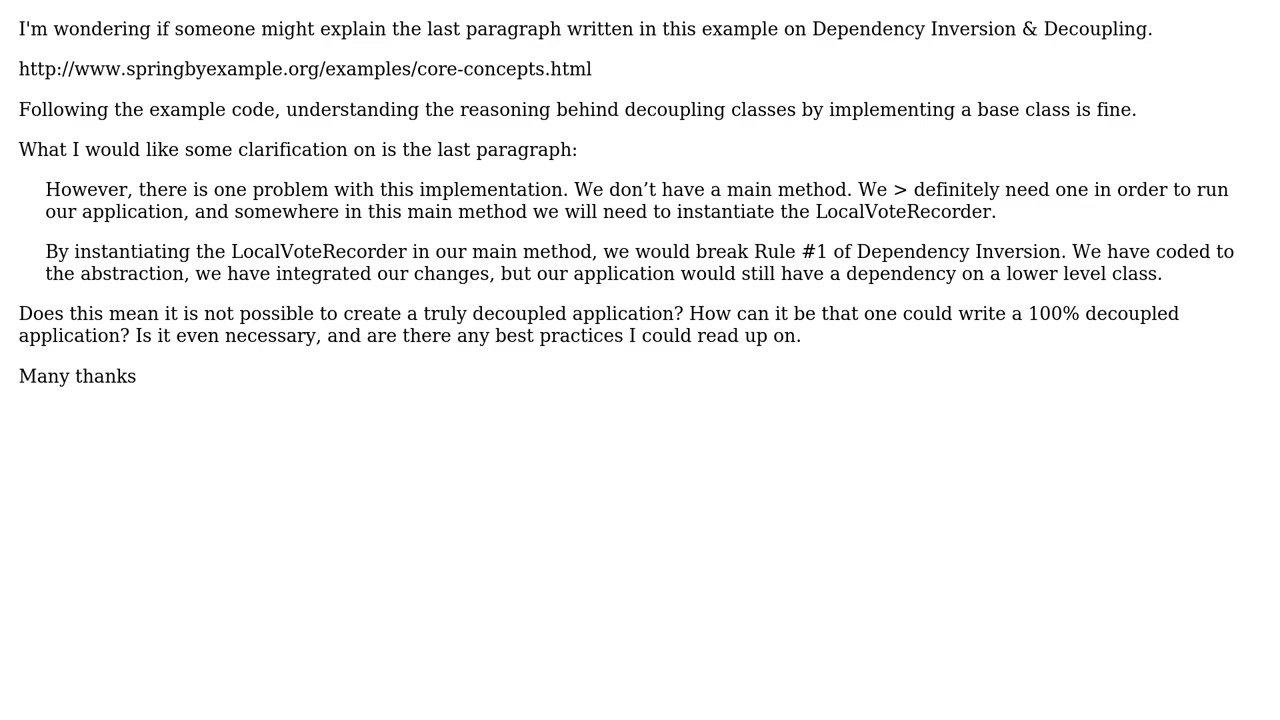 I'm wondering if someone might explain the last paragraph written in this example on Dependency Inversion & Decoupling.
http://www.springbyexample.org/examples/core-concepts.html
Following the example code, understanding the reasoning behind decoupling classes by implementing a base class is fine.
What I would like some clarification on is the last paragraph:
However, there is one problem with this implementation. We don’t have a main method. We > definitely need one in order to run
our application, and somewhere in this main method we will need to instantiate the LocalVoteRecorder.
By instantiating the LocalVoteRecorder in our main method, we would break Rule #1 of Dependency Inversion. We have coded to
the abstraction, we have integrated our changes, but our application would still have a dependency on a lower level class.
Does this mean it is not possible to create a truly decoupled application? How can it be that one could write a 100% decoupled
application? Is it even necessary, and are there any best practices I could read up on.
Many thanks